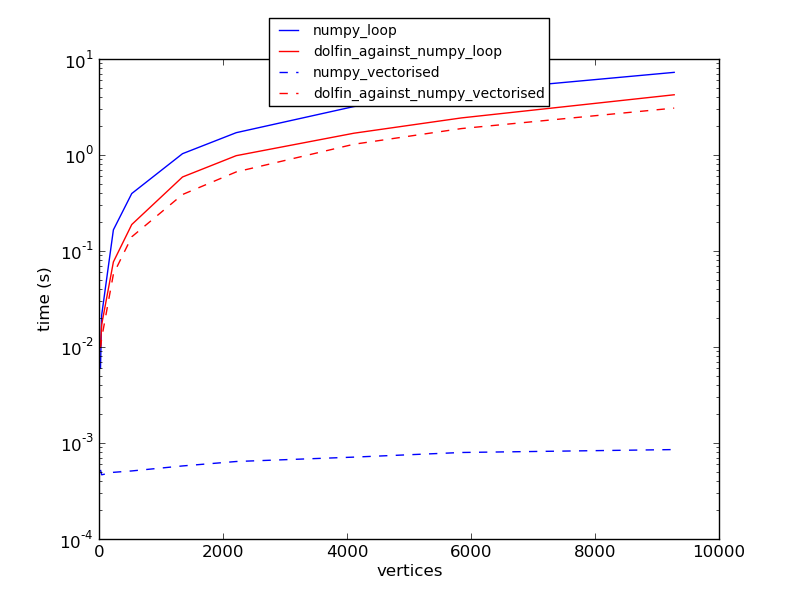 numpy_loop
dolfin_against_numpy_loop
numpy_vectorised
dolfin_against_numpy_vectorised
10^1
10^0
10^-1
10^-2
10^-3
10^-4
time (s)
0 2000 4000 6000 8000 10000
vertices